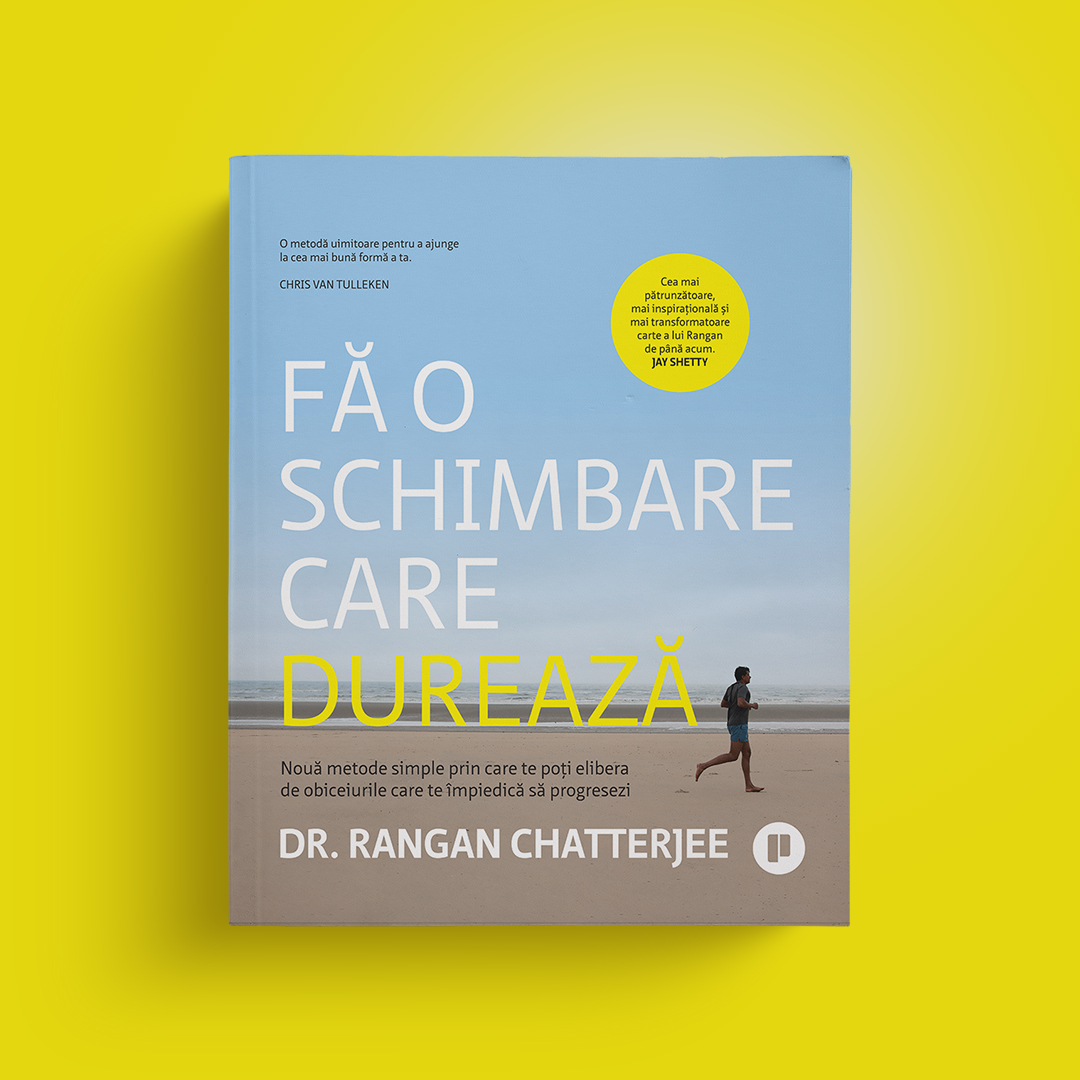 O metodă uimitoare pentru a ajunge
la cea mai bună formă a ta.
CHRIS VAN TULLEKEN
Cea mai
pătrunzătoare,
mai inspirațională și
mai transformatoare
carte a lui Rangan
de până acum.
JAY SHETTY
FĂ O
SCHIMBARE
CARE
DUREAZĂ
Nouă metode simple prin care te poți elibera
de obiceiurile care te împiedică să progresezi
DR. RANGAN CHATTERJEE